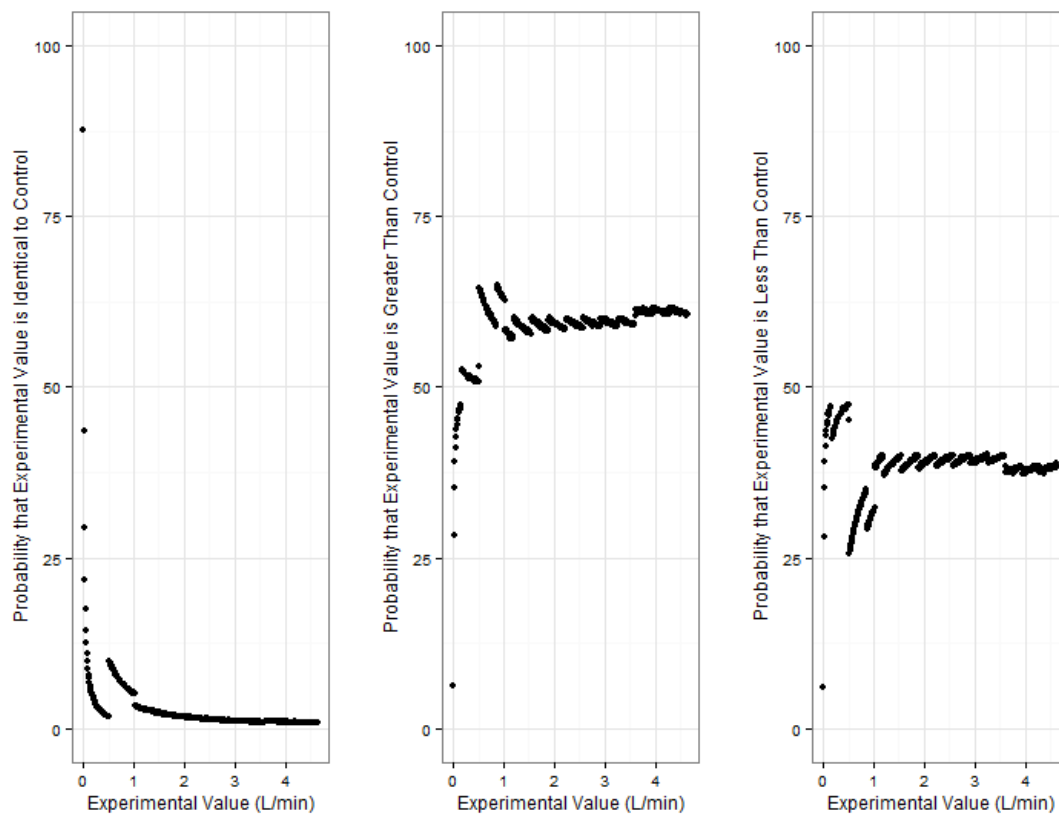 Probability that Experimental Value is Identical to Control
100
75
50
25
0
0 1 2 3 4
Experimental Value (L/min)
Probability that Experimental Value is Greater Than Control
100
75
50
25
0
0 1 2 3 4
Experimental Value (L/min)
Probability that Experimental Value is Less Than Control
100
75
50
25
0
0 1 2 3 4
Experimental Value (L/min)